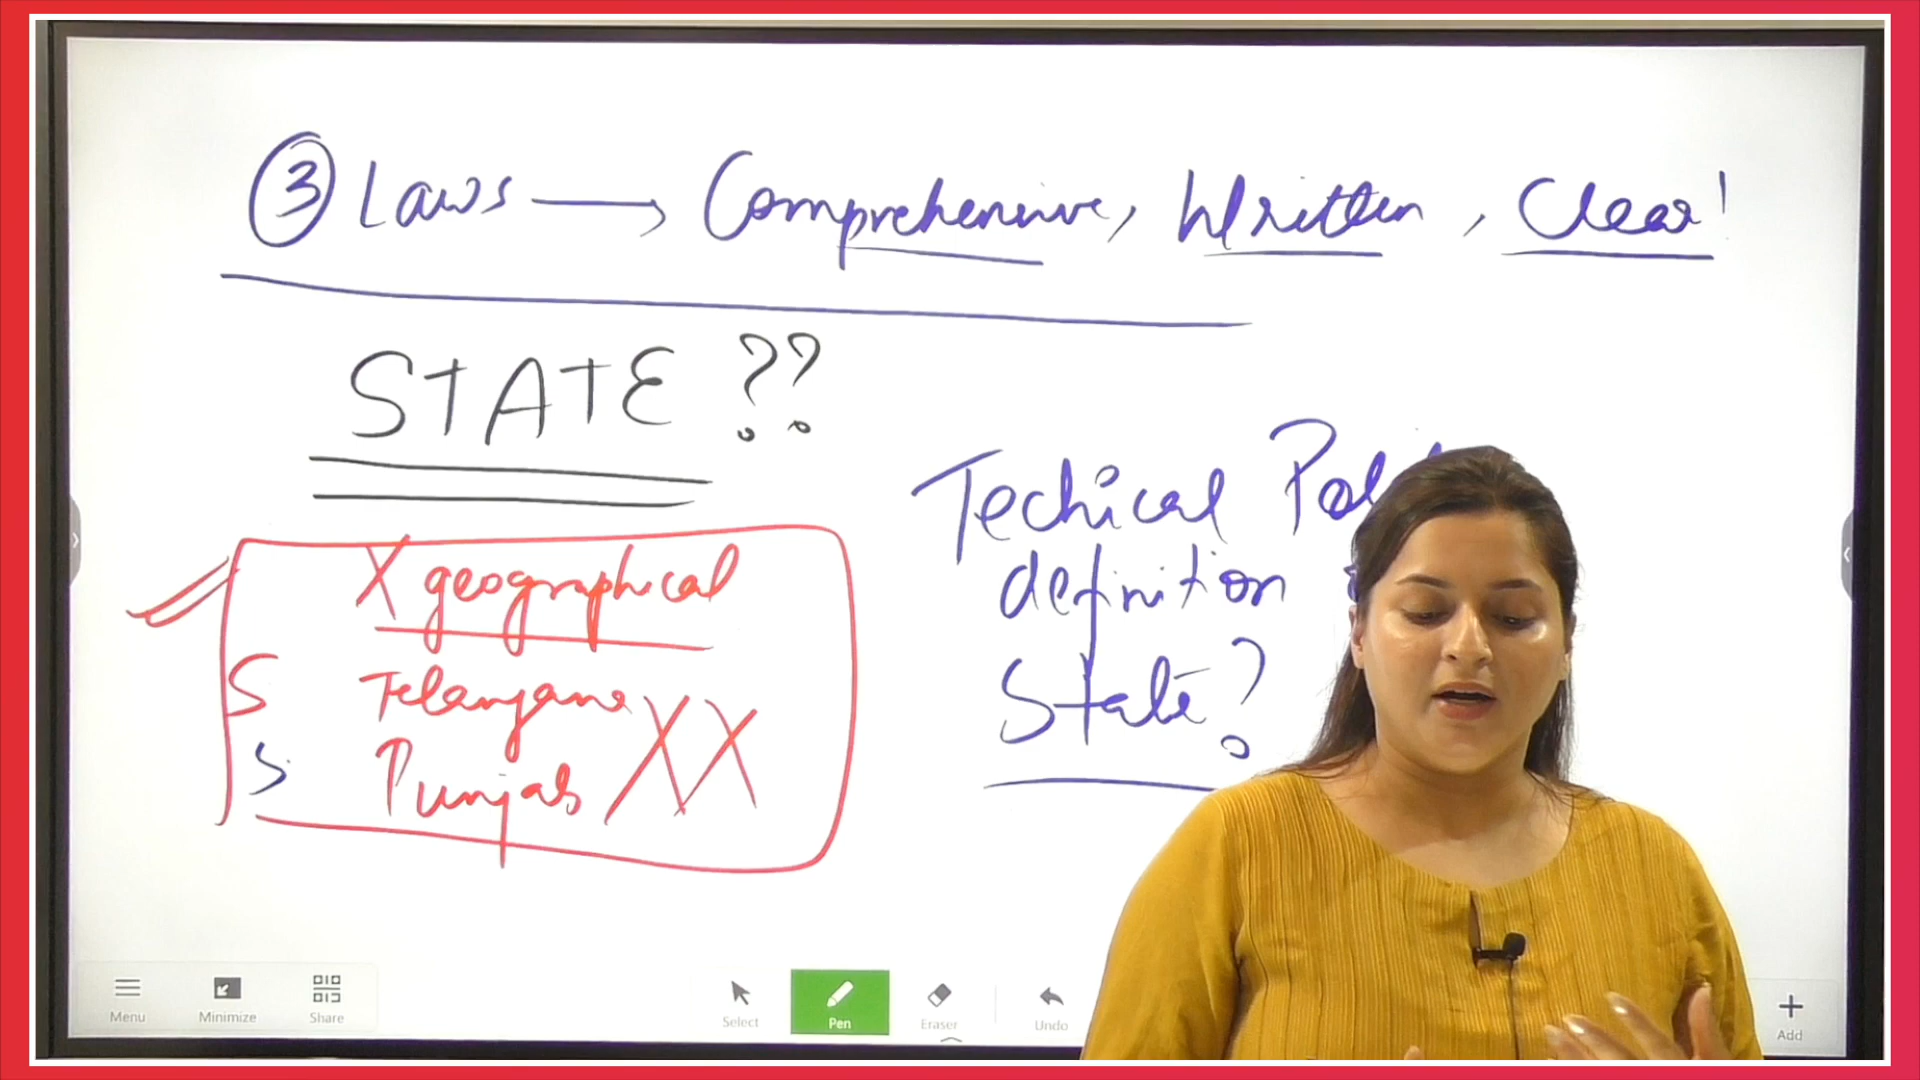 ③ Laws → Comprehensive, Written, Clear!
STATE ??
X geographical
S Telangana
S Punjab XX
Techical
definition
State?
Menu
Minimize
Share
Select
Pen
Eraser
Undo
Add